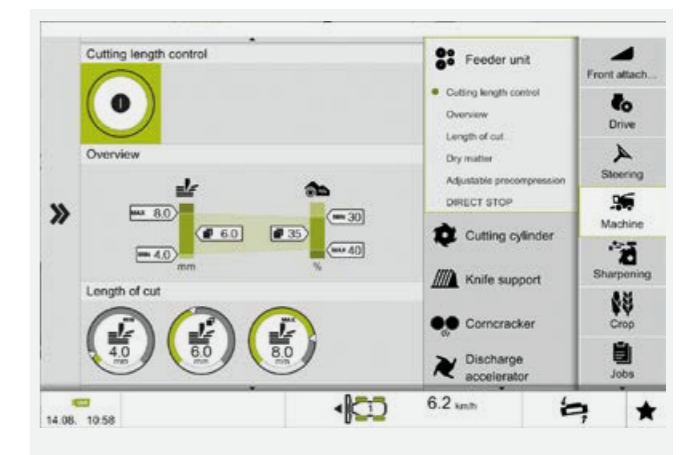 Cutting length control
Overview
MAX 8.0
6.0
MIN 4.0
mm
MIN 30
35
MAX 40
%
Length of cut
MIN
4.0
mm
6.0
mm
MAX
8.0
mm
Feeder unit
Cutting length control
Overview
Length of cut
Dry matter
Adjustable precompression
DIRECT STOP
Cutting cylinder
Knife support
Corncracker
Discharge
accelerator
Front attach...
Drive
Steering
Machine
Sharpening
Crop
Jobs
14.08. 10:58
1
6.2 km/h